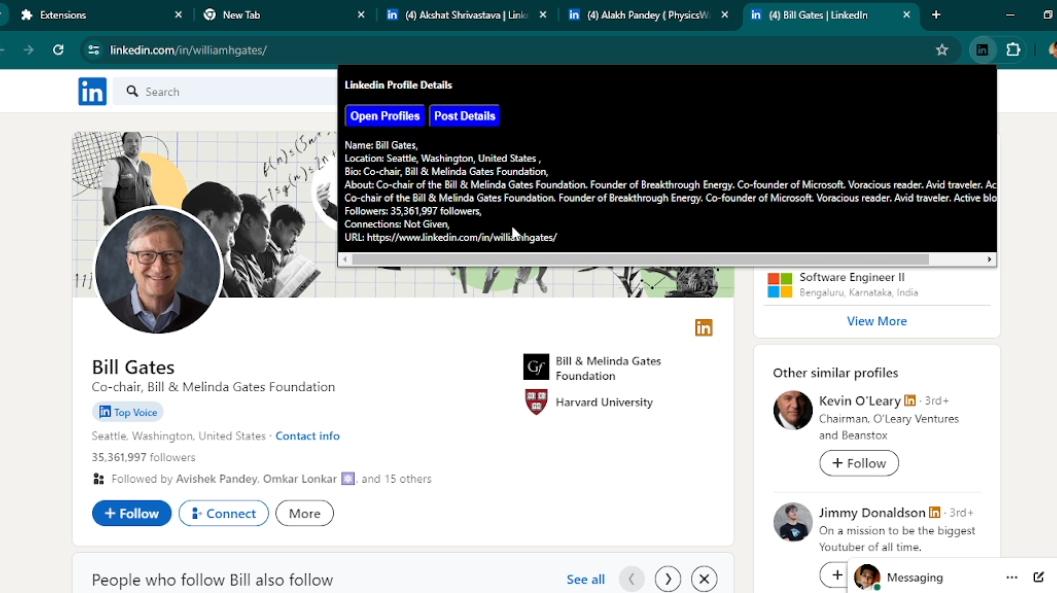 Extensions
New Tab
(4) Akshat Shrivastava | Link
(4) Alakh Pandey ( PhysicsWa
(4) Bill Gates | LinkedIn
linkedin.com/in/williamhgates/
in
Search
Linkedin Profile Details
Open Profiles
Post Details
Name: Bill Gates,
Location: Seattle, Washington, United States ,
Bio: Co-chair, Bill & Melinda Gates Foundation,
About: Co-chair of the Bill & Melinda Gates Foundation. Founder of Breakthrough Energy. Co-founder of Microsoft. Voracious reader. Avid traveler. Ac
Co-chair of the Bill & Melinda Gates Foundation. Founder of Breakthrough Energy. Co-founder of Microsoft. Voracious reader. Avid traveler. Active blo
Followers: 35,361,997 followers,
Connections: Not Given,
URL: https://www.linkedin.com/in/williamhgates/
Software Engineer II
Bengaluru, Karnataka, India
View More
in
Bill Gates
Co-chair, Bill & Melinda Gates Foundation
in Top Voice
Seattle, Washington, United States · Contact info
35,361,997 followers
Followed by Avishek Pandey, Omkar Lonkar, and 15 others
+ Follow
Connect
More
Gf
Bill & Melinda Gates
Foundation
Harvard University
Other similar profiles
Kevin O'Leary in · 3rd+
Chairman, O'Leary Ventures
and Beanstox
+ Follow
Jimmy Donaldson in · 3rd+
On a mission to be the biggest
Youtuber of all time.
+
People who follow Bill also follow
See all
Messaging